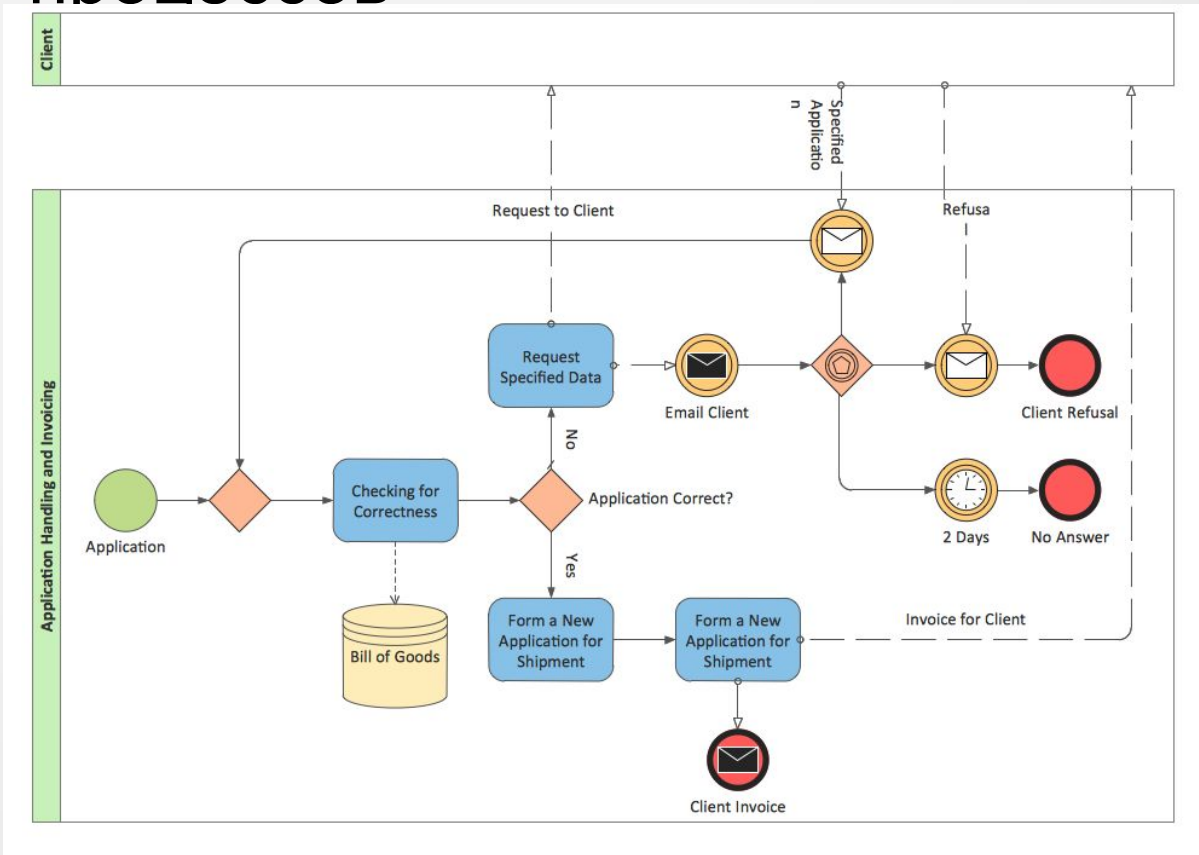 Client
Specified
Applicatio
n
Request to Client
Refusa
Application Handling and Invoicing
Request
Specified Data
Email Client
Client Refusal
No
Application
Checking for
Correctness
Application Correct?
2 Days
No Answer
Yes
Bill of Goods
Form a New
Application for
Shipment
Form a New
Application for
Shipment
Invoice for Client
Client Invoice